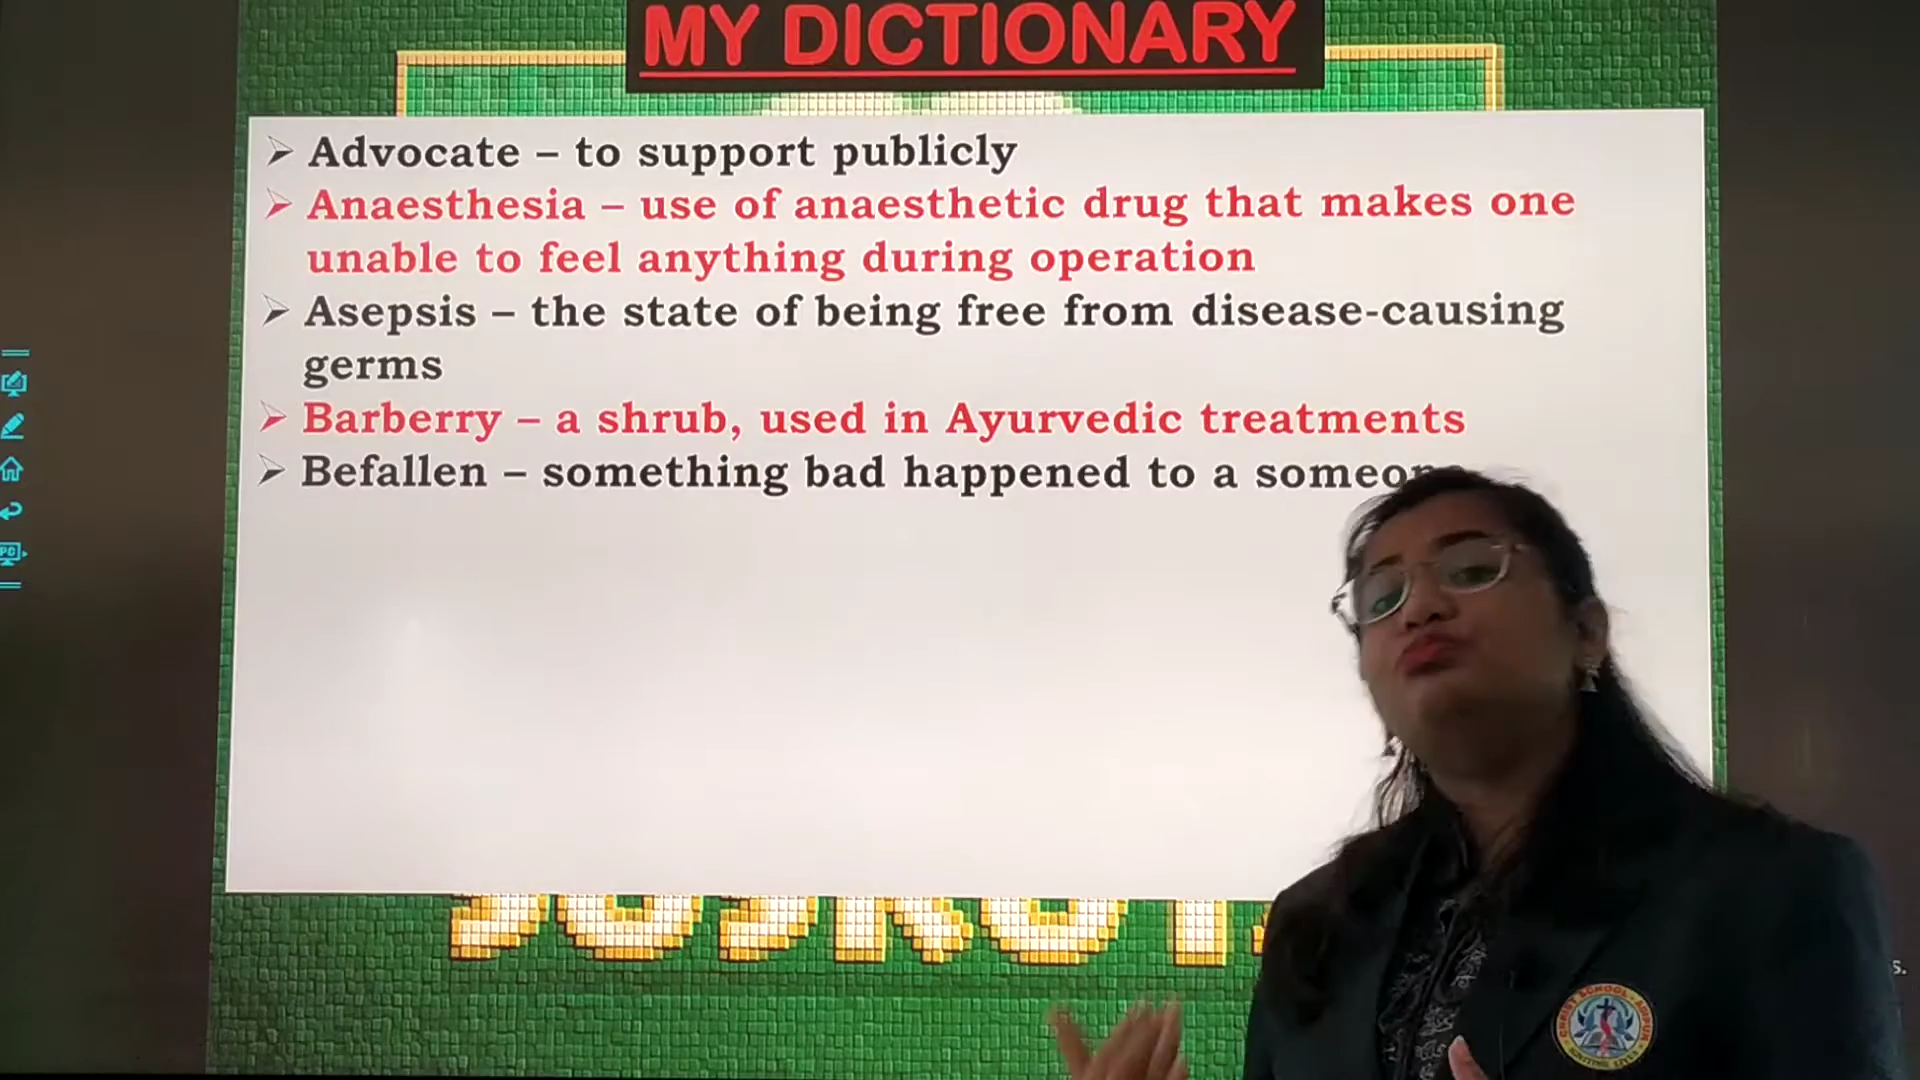 MY DICTIONARY
Advocate – to support publicly
Anaesthesia – use of anaesthetic drug that makes one
unable to feel anything during operation
Asepsis – the state of being free from disease-causing
germs
Barberry – a shrub, used in Ayurvedic treatments
Befallen – something bad happened to a
CHRIST SCHOOL